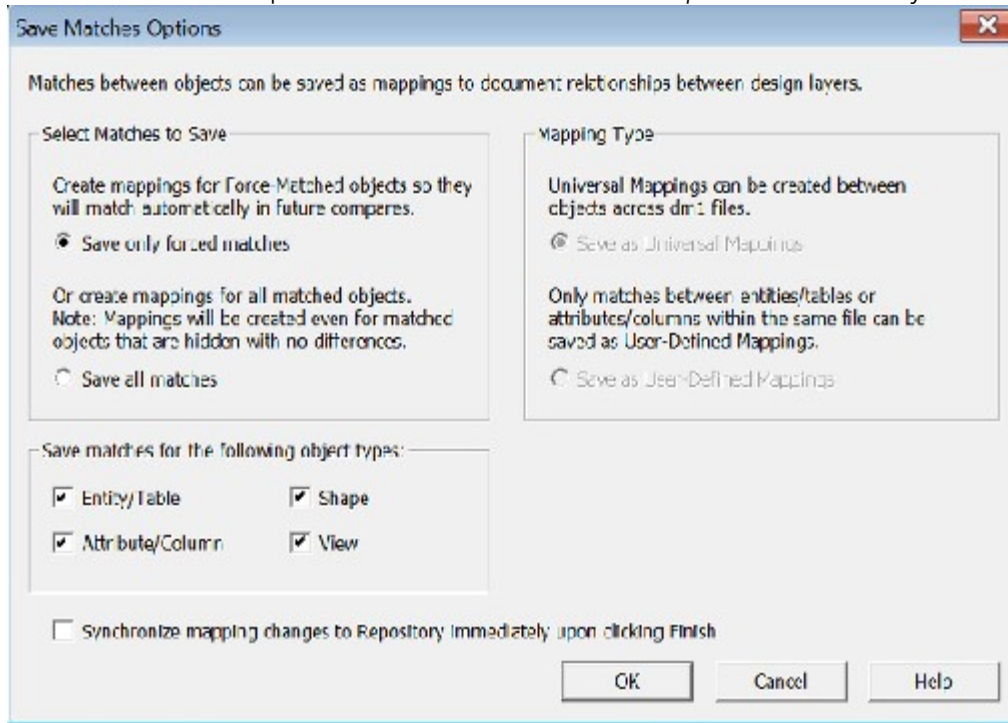 Save Matches Options
Matches between objects can be saved as mappings to document relationships between design layers.
Select Matches to Save
Create mappings for Force-Matched objects so they
will match automatically in future compares.
Save only forced matches
Or create mappings for all matched objects.
Note: Mappings will be created even for matched
objects that are hidden with no differences.
Save all matches
Mapping Type
Universal Mappings can be created between
objects across dm1 files.
Save as Universal Mappings
Only matches between entities/tables or
attributes/columns within the same file can be
saved as User-Defined Mappings.
Save as User-Defined Mappings
Save matches for the following object types:
Entity/Table
Shape
Attribute/Column
View
Synchronize mapping changes to Repository immediately upon clicking Finish
OK
Cancel
Help